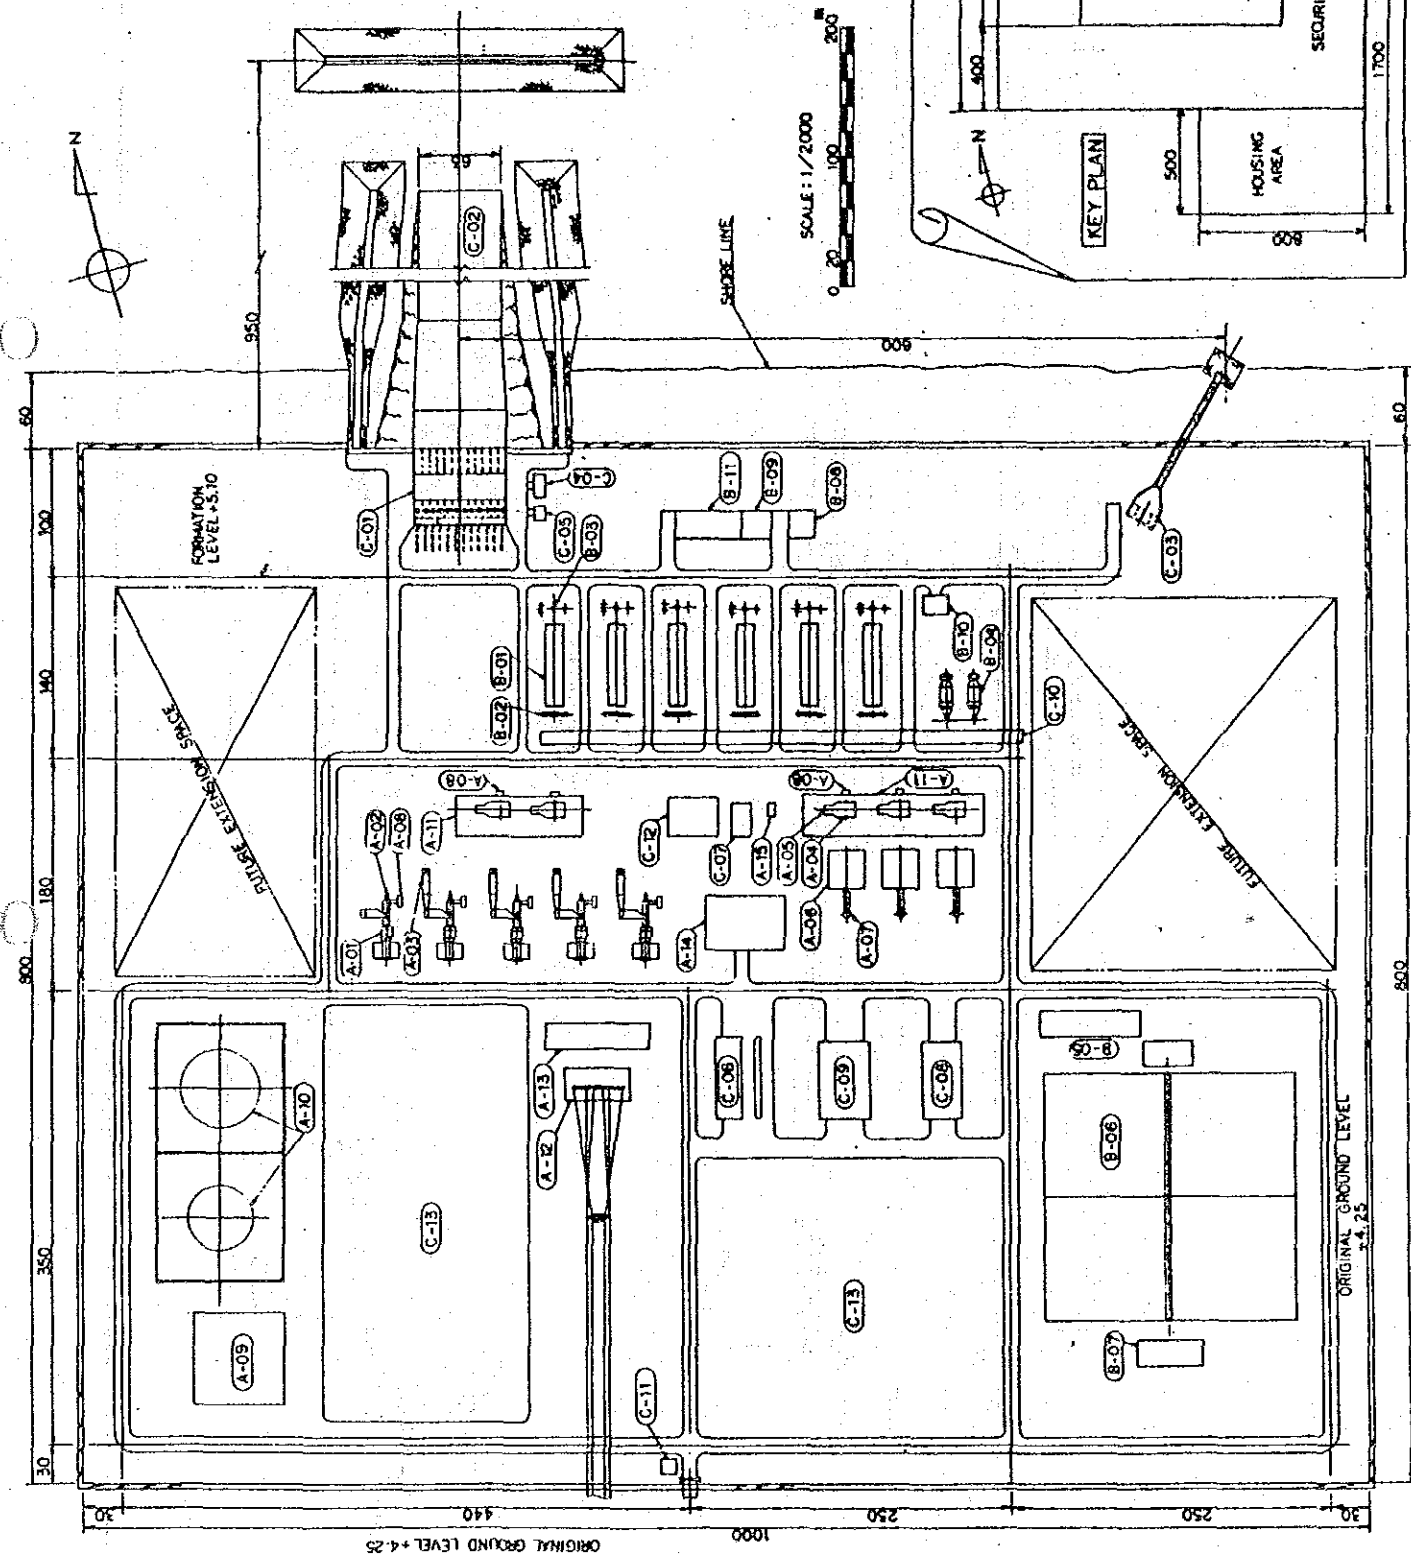 N
950
60
100
140
180
800
350
30
FORMATION
LEVEL +5.10
FUTURE EXTENSION SPACE
C-01
C-02
C-04
C-05
B-03
B-11
B-09
B-08
C-03
B-01
B-02
B-10
B-04
C-10
SHORE LINE
600
60
SCALE: 1/2000
0 20 100 200
m
KEY PLAN
N
400
500
HOUSING
AREA
1700
A-08
A-11
A-02
A-08
A-01
A-03
C-12
C-07
A-15
A-05
A-04
A-06
A-07
A-11
A-14
FUTURE EXTENSION SPACE
800
A-10
A-09
C-13
A-13
A-12
C-11
C-09
C-13
B-05
B-06
B-07
ORIGINAL GROUND LEVEL
+4.25
30
440
250
250
30
1000
ORIGINAL GROUND LEVEL +4.25